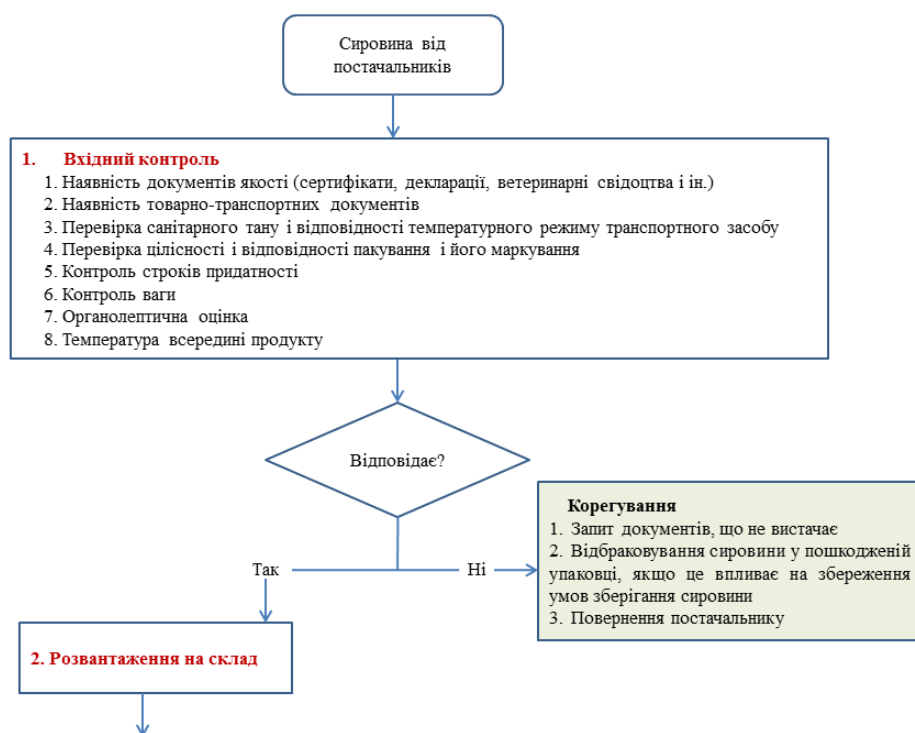 Сировина від
постачальників
1. Вхідний контроль
1. Наявність документів якості (сертифікати, декларації, ветеринарні свідоцтва і ін.)
2. Наявність товарно-транспортних документів
3. Перевірка санітарного тану і відповідності температурного режиму транспортного засобу
4. Перевірка цілісності і відповідності пакування і його маркування
5. Контроль строків придатності
6. Контроль ваги
7. Органолептична оцінка
8. Температура всередині продукту
Відповідає?
Так
Ні
Корегування
1. Запит документів, що не вистачає
2. Відбраковування сировини у пошкодженій
упаковці, якщо це впливає на збереження
умов зберігання сировини
3. Повернення постачальнику
2. Розвантаження на склад